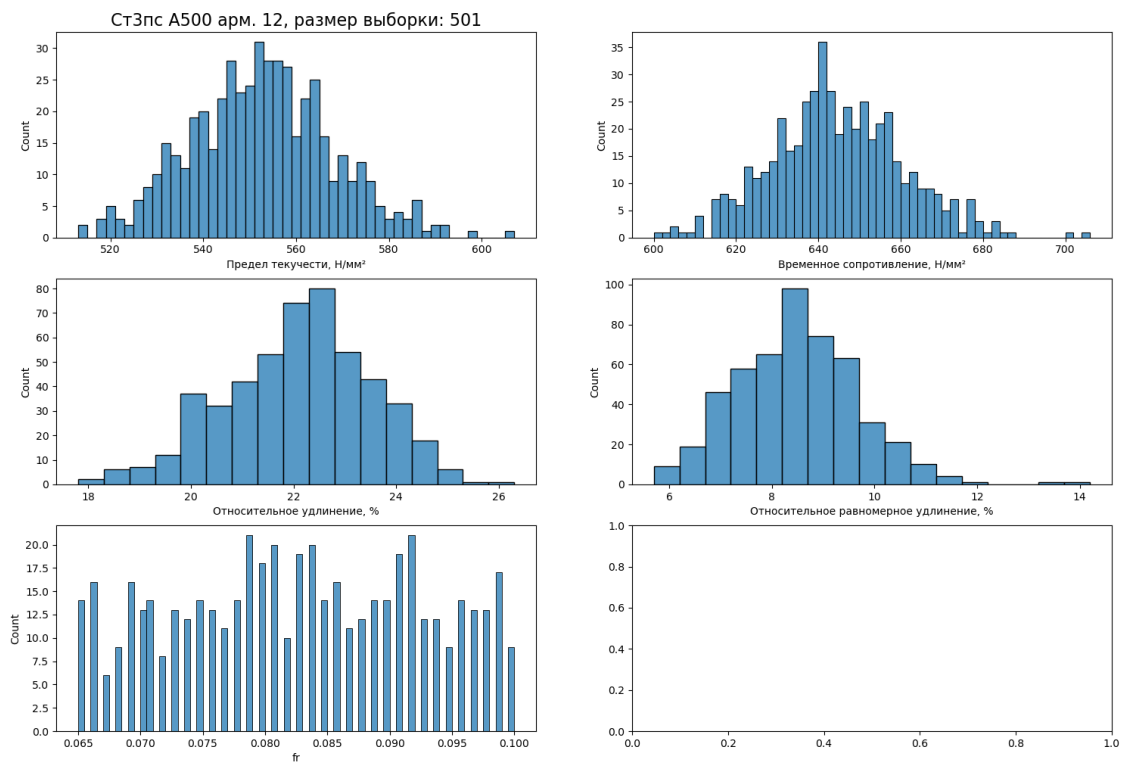 Ст3пс А500 арм. 12, размер выборки: 501
30
25
20
15
10
5
0
Count
520 540 560 580 600
Предел текучести, Н/мм²
35
30
25
20
15
10
5
0
Count
600 620 640 660 680 700
Временное сопротивление, Н/мм²
80
70
60
50
40
30
20
10
0
Count
18 20 22 24 26
Относительное удлинение, %
100
80
60
40
20
0
Count
6 8 10 12 14
Относительное равномерное удлинение, %
20.0
17.5
15.0
12.5
10.0
7.5
5.0
2.5
0.0
Count
0.065 0.070 0.075 0.080 0.085 0.090 0.095 0.100
fr
1.0
0.8
0.6
0.4
0.2
0.0
0.0 0.2 0.4 0.6 0.8 1.0